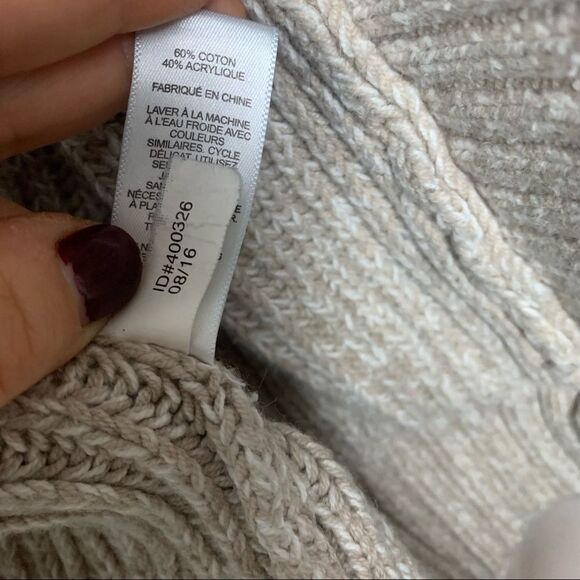 60% COTON
40% ACRYLIQUE
FABRIQUÉ EN CHINE
LAVER À LA MACHINE
À L'EAU FROIDE AVEC
COULEURS
SIMILAIRES. CYCLE
DÉLICAT. UTILISEZ
À PLA
ID#400326
08/16